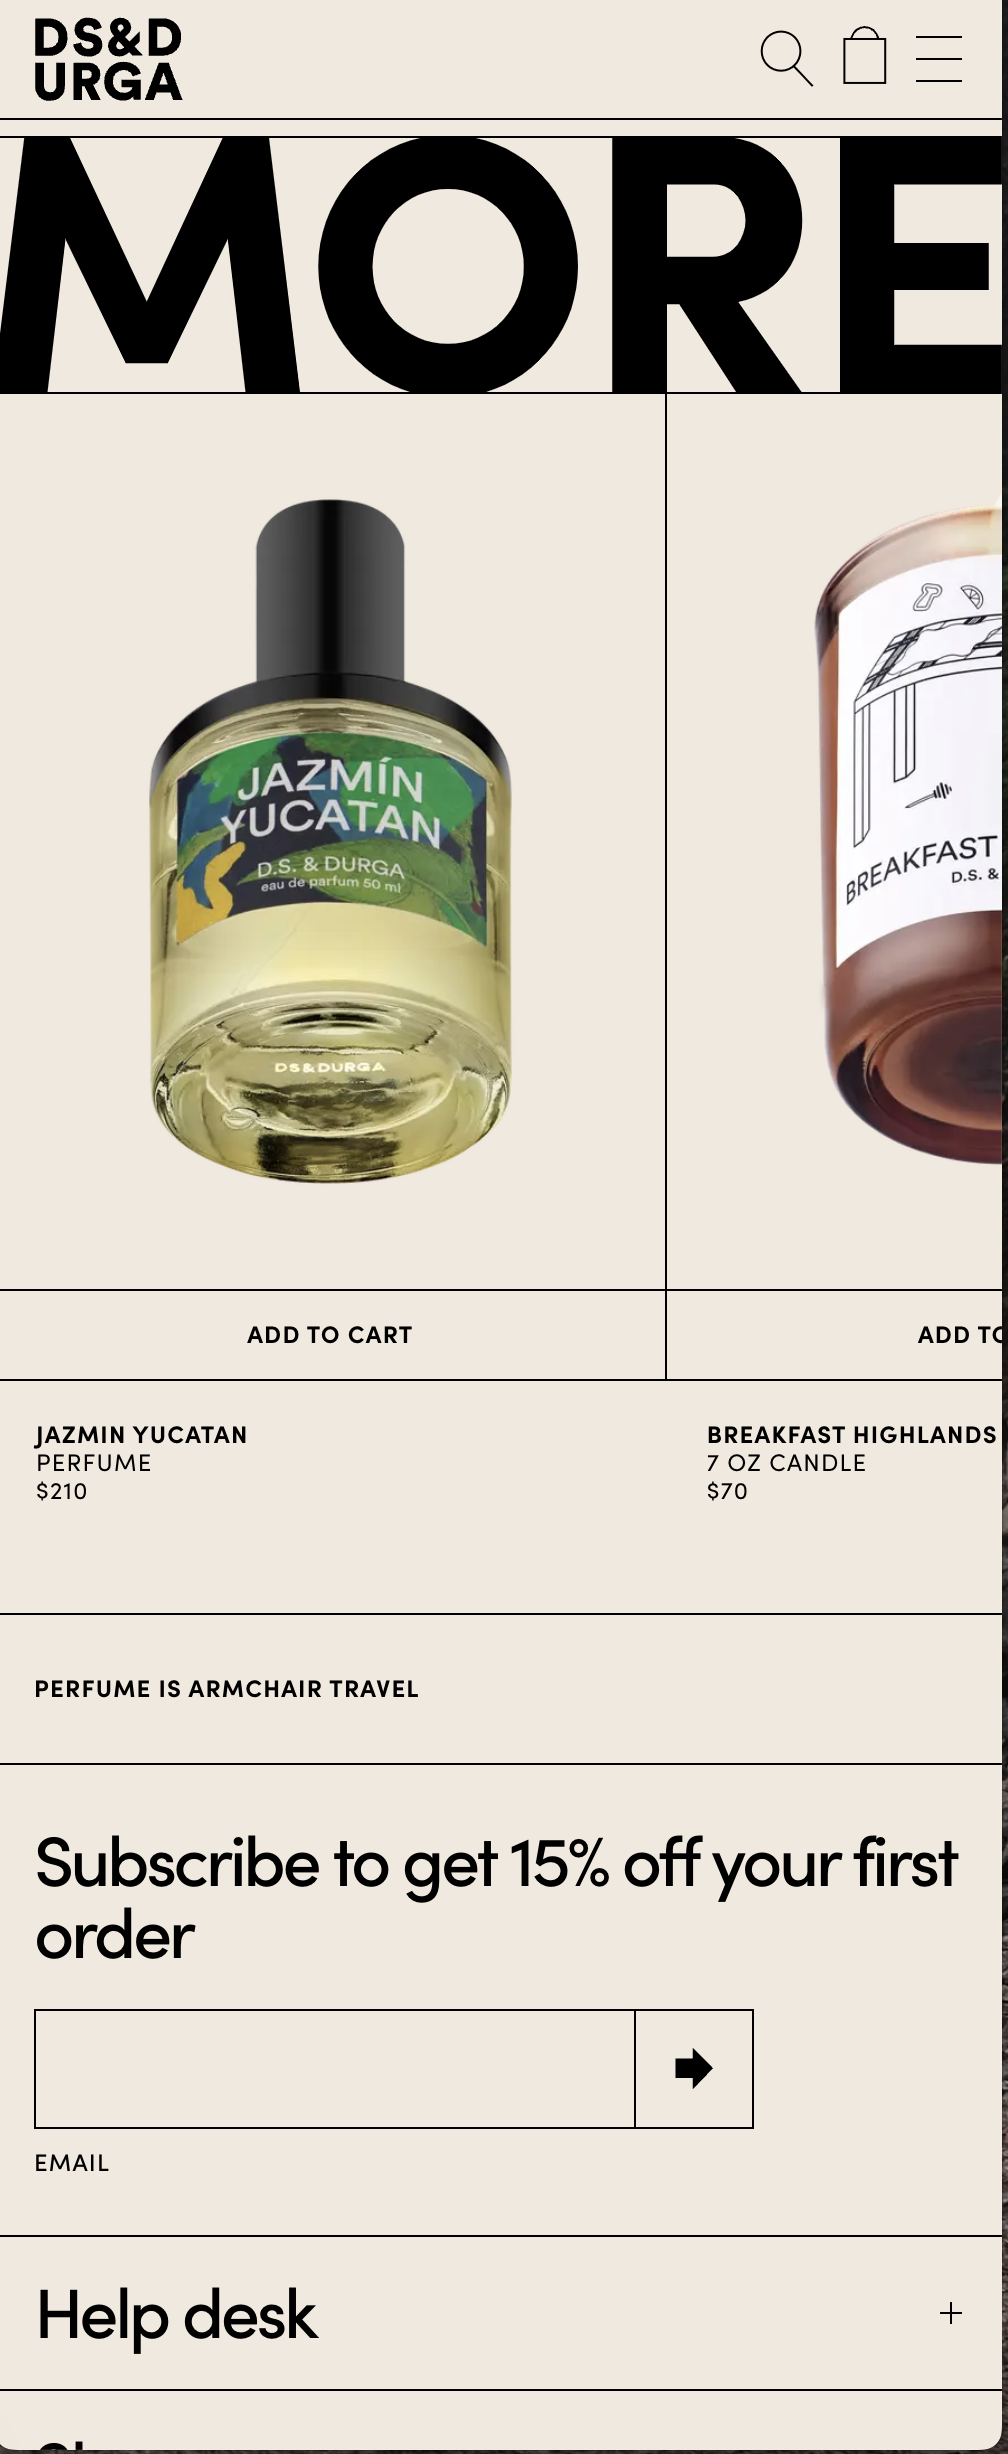 DS&D
URGA
MORE
JAZMÍN
YUCATAN
D.S. & DURGA
eau de parfum 50 ml
DS&DURGA
BREAKFAST
D.S. &
ADD TO CART
ADD TO
JAZMIN YUCATAN
PERFUME
$210
BREAKFAST HIGHLANDS
7 OZ CANDLE
$70
PERFUME IS ARMCHAIR TRAVEL
Subscribe to get 15% off your first
order
EMAIL
Help desk